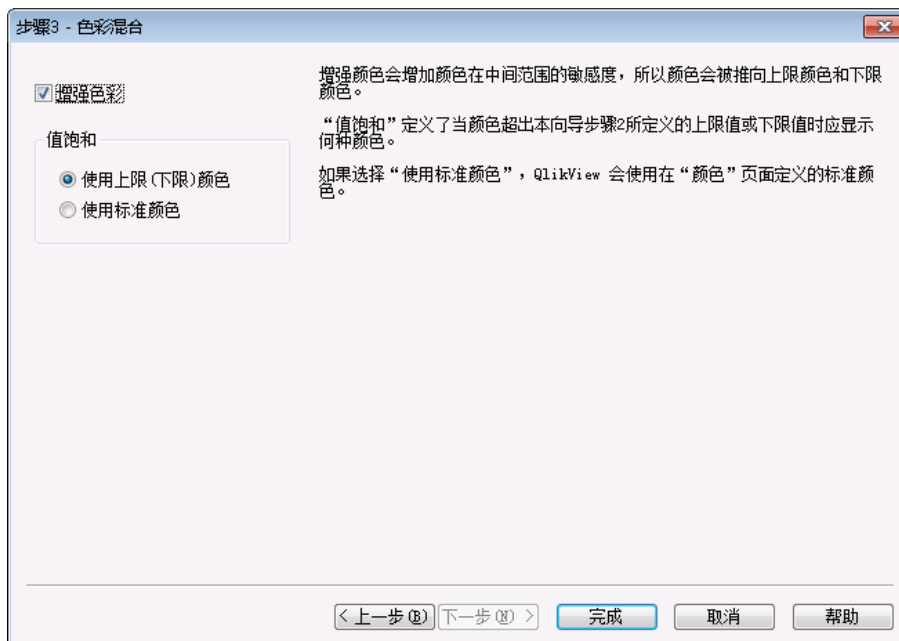 步骤3 - 色彩混合
增强色彩
值饱和
使用上限(下限)颜色
使用标准颜色
增强颜色会增加颜色在中间范围的敏感度，所以颜色会被推向上限颜色和下限
颜色。
“值饱和”定义了当颜色超出本向导步骤2所定义的上限值或下限值时应显示
何种颜色。
如果选择“使用标准颜色”，QlikView 会使用在“颜色”页面定义的标准颜
色。
< 上一步(B)
下一步(N) >
完成
取消
帮助